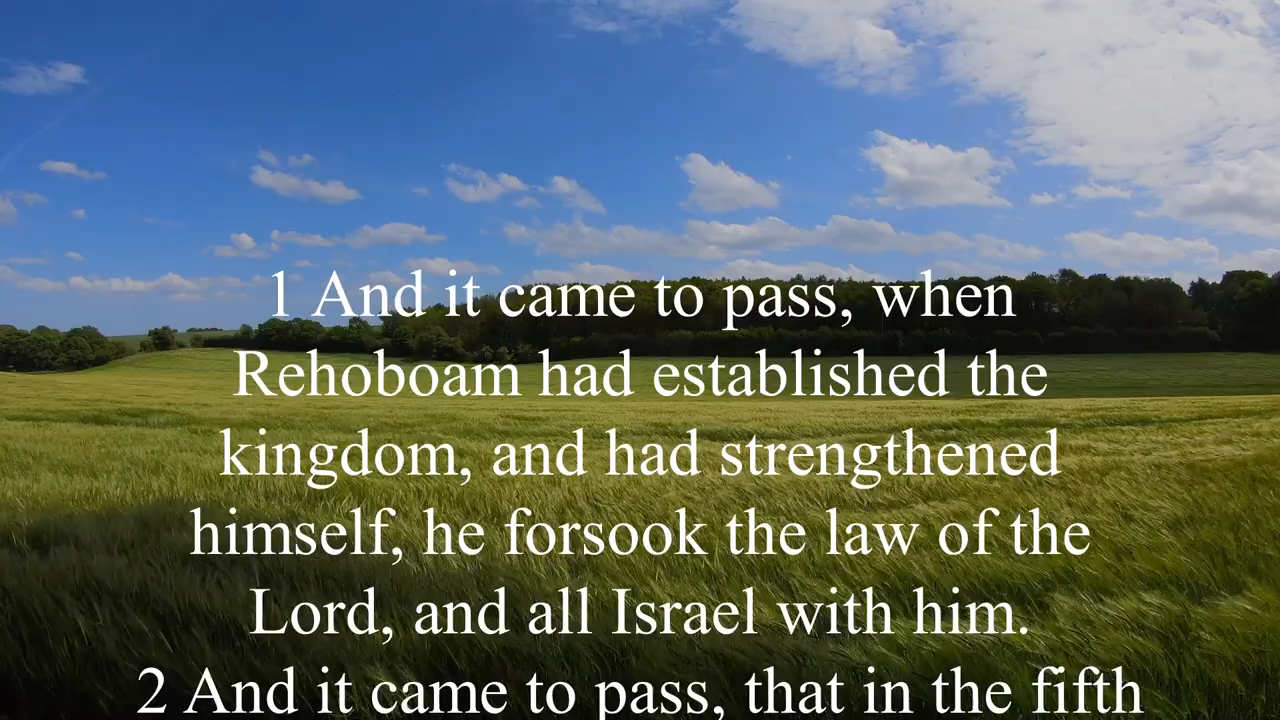 1 And it came to pass, when
Rehoboam had established the
kingdom, and had strengthened
himself, he forsook the law of the
Lord, and all Israel with him.
2 And it came to pass, that in the fifth